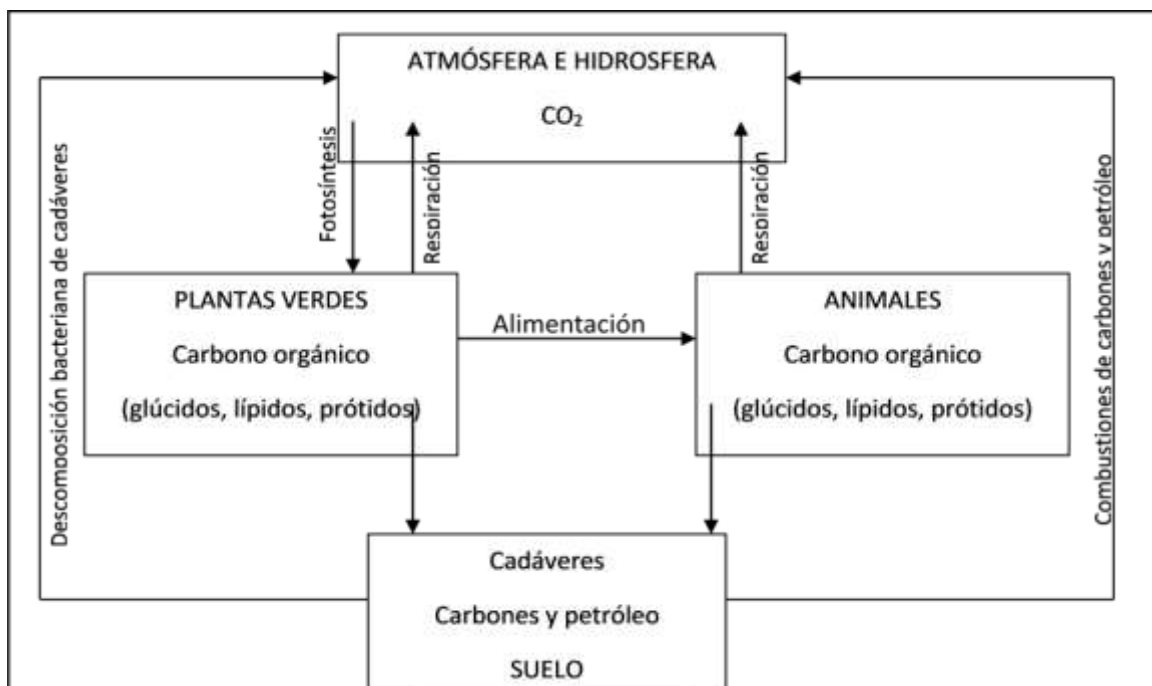 ATMÓSFERA E HIDROSFERA
CO₂
Descomposición bacteriana de cadáveres
Fotosíntesis
Respiración
Respiración
Combustiones de carbones y petróleo
PLANTAS VERDES
Carbono orgánico
(glúcidos, lípidos, prótidos)
Alimentación
ANIMALES
Carbono orgánico
(glúcidos, lípidos, prótidos)
Cadáveres
Carbones y petróleo
SUELO